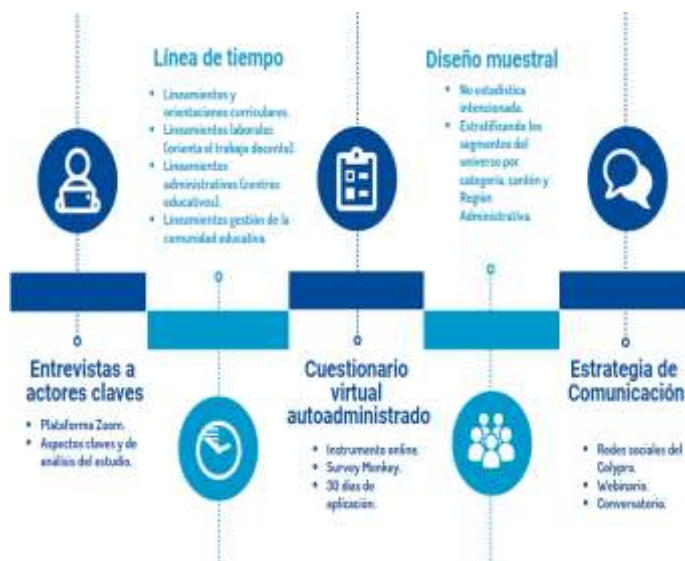 Línea de tiempo
• Lineamientos y
orientaciones curriculares.
• Lineamientos laborales
(orienta el trabajo docente).
• Lineamientos
administrativos (centros
educativos).
• Lineamientos gestión de la
comunidad educativa.
Diseño muestral
• No estadística
intencionada.
• Estratificando los
segmentos del
universo por
categoría, cantón y
Región
Administrativa.
Entrevistas a
actores claves
• Plataforma Zoom.
• Aspectos claves y de
análisis del estudio.
Cuestionario
virtual
autoadministrado
• Instrumento online.
• Survey Monkey.
• 30 días de
aplicación.
Estrategia de
Comunicación
• Redes sociales del
Colypro.
• Webinario.
• Conversatorio.